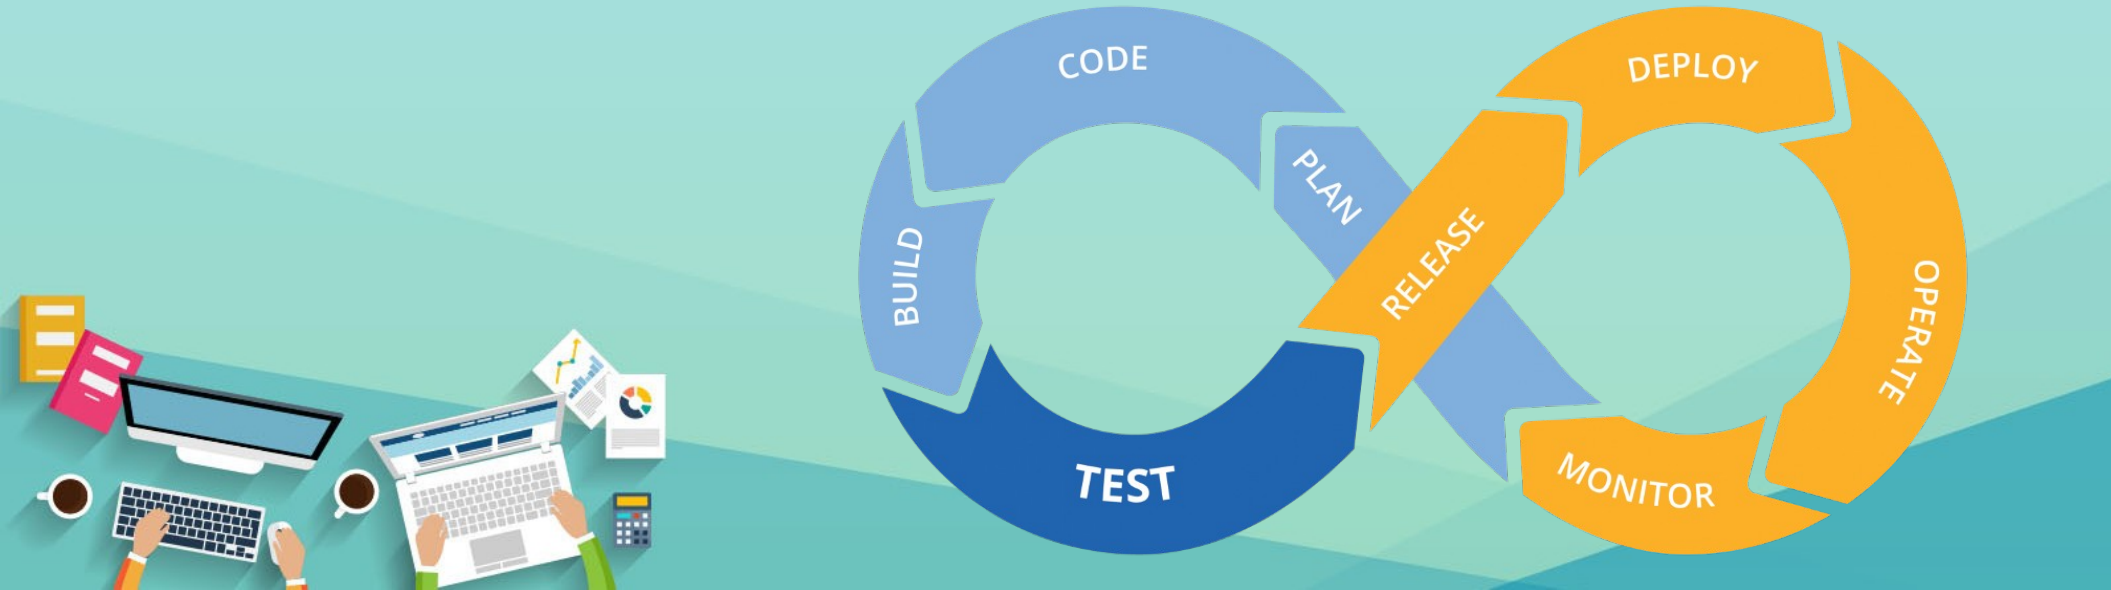 CODE
DEPLOY
PLAN
RELEASE
BUILD
OPERATE
TEST
MONITOR